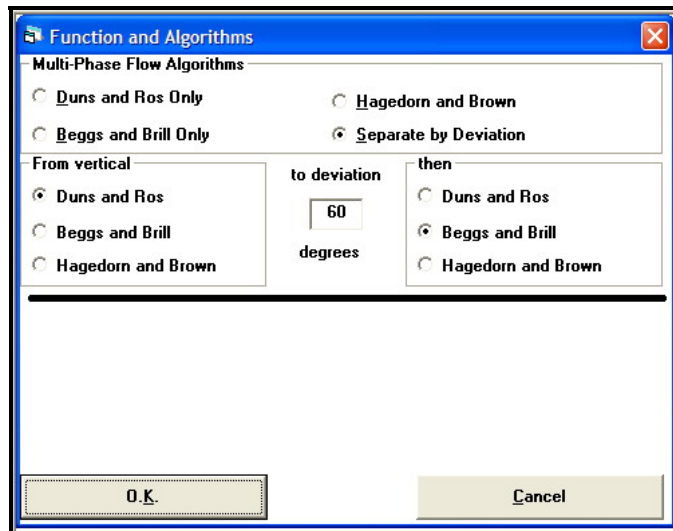 Function and Algorithms
Multi-Phase Flow Algorithms
Duns and Ros Only
Hagedorn and Brown
Beggs and Brill Only
Separate by Deviation
From vertical
Duns and Ros
Beggs and Brill
Hagedorn and Brown
to deviation
60
degrees
then
Duns and Ros
Beggs and Brill
Hagedorn and Brown
O.K.
Cancel